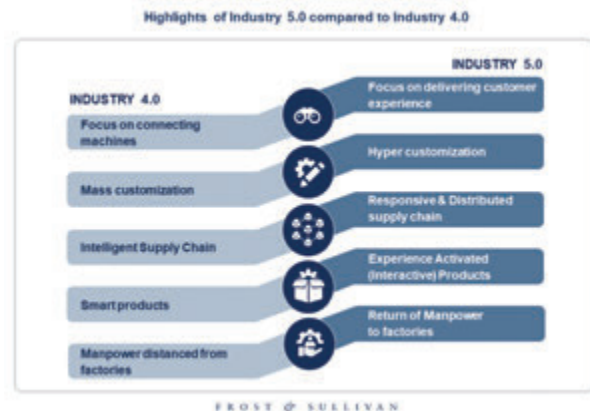 Highlights of Industry 5.0 compared to Industry 4.0
INDUSTRY 4.0
Focus on connecting
machines
Mass customization
Intelligent Supply Chain
Smart products
Manpower distanced from
factories
INDUSTRY 5.0
Focus on delivering customer
experience
Hyper customization
Responsive & Distributed
supply chain
Experience Activated
(Interactive) Products
Return of Manpower
to factories
FROST & SULLIVAN